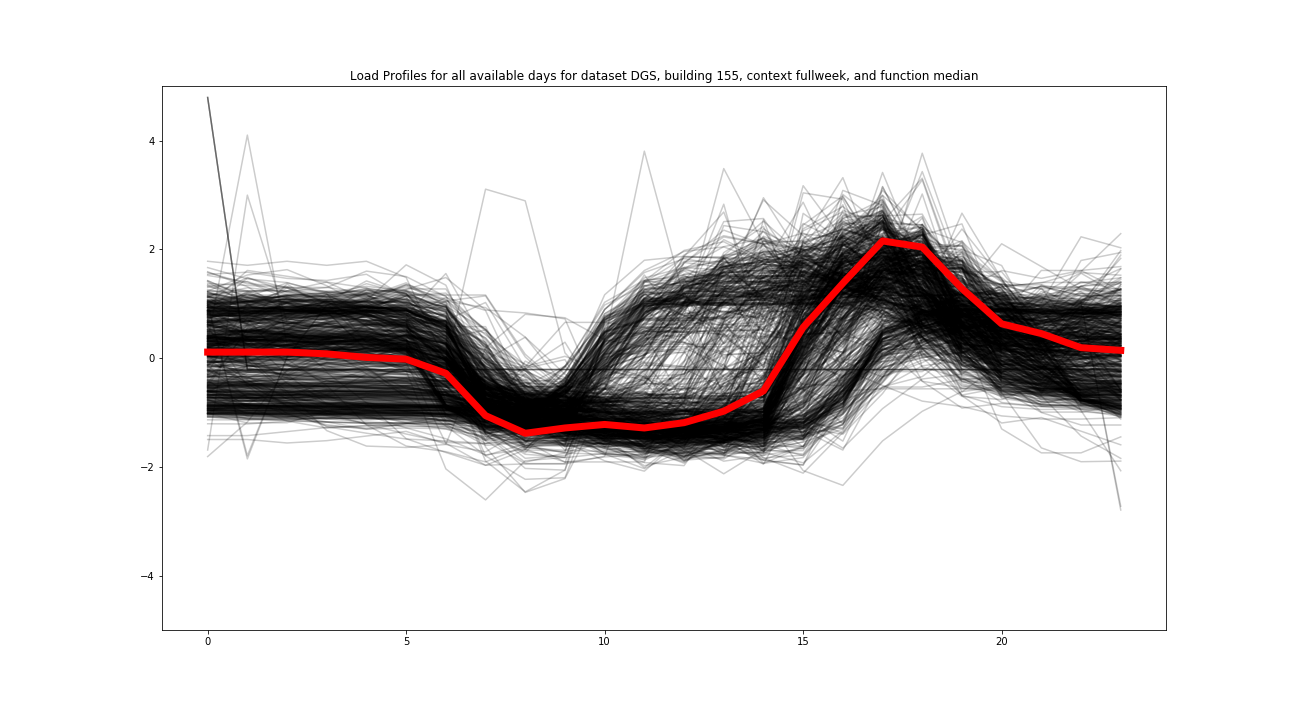 Load Profiles for all available days for dataset DGS, building 155, context fullweek, and function median
4
2
0
−2
−4
0 5 10 15 20